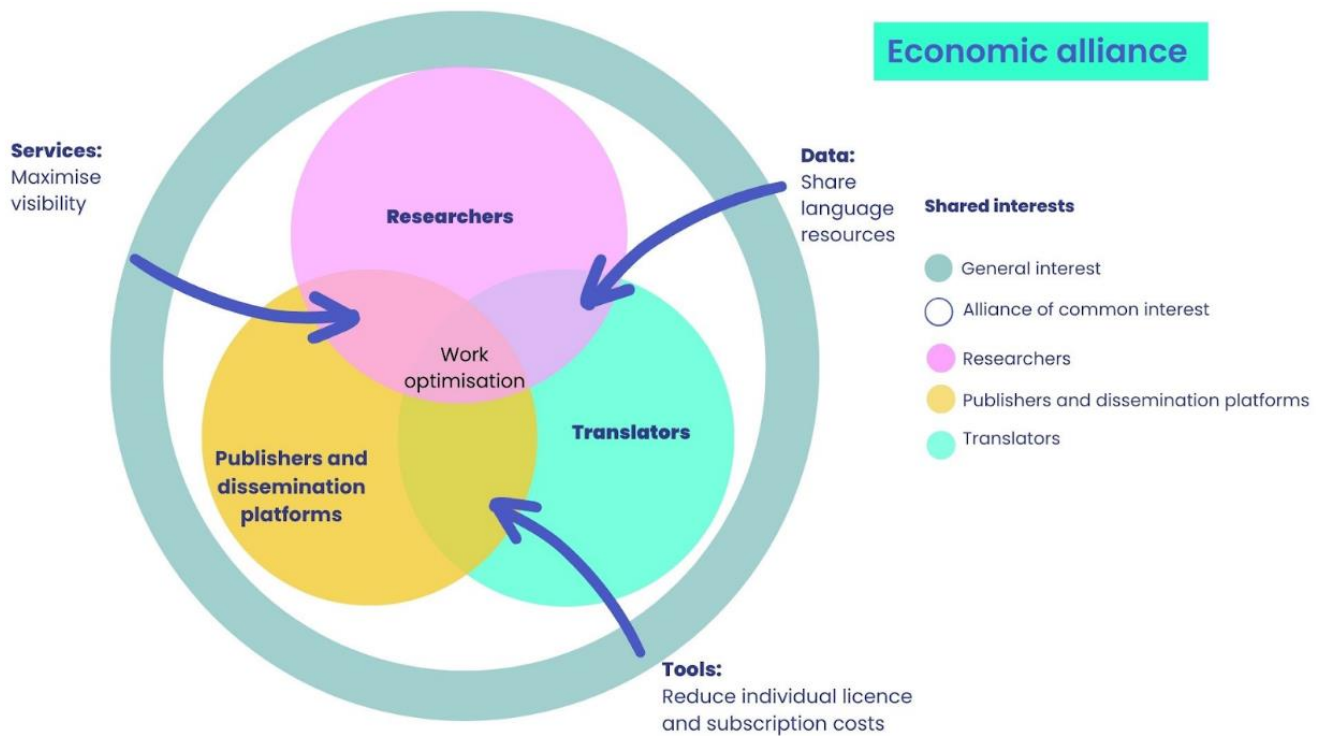 Economic alliance
Services:
Maximise
visibility
Data:
Share
language
resources
Researchers
Work
optimisation
Translators
Publishers and
dissemination
platforms
Tools:
Reduce individual licence
and subscription costs
Shared interests
General interest
Alliance of common interest
Researchers
Publishers and dissemination platforms
Translators